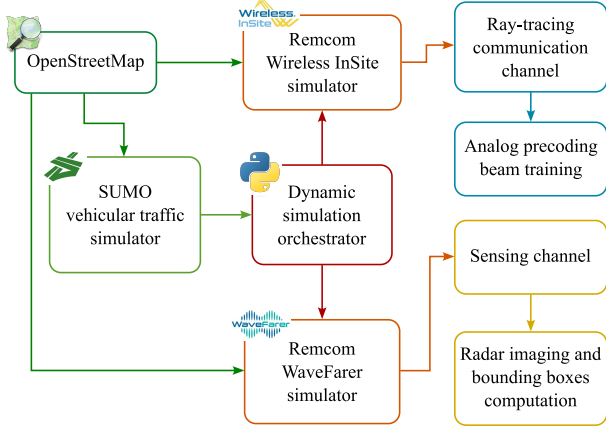 OpenStreetMap
Wireless
InSite
Remcom
Wireless InSite
simulator
Ray-tracing
communication
channel
Analog precoding
beam training
SUMO
vehicular traffic
simulator
Dynamic
simulation
orchestrator
Sensing channel
WaveFarer
Remcom
WaveFarer
simulator
Radar imaging and
bounding boxes
computation